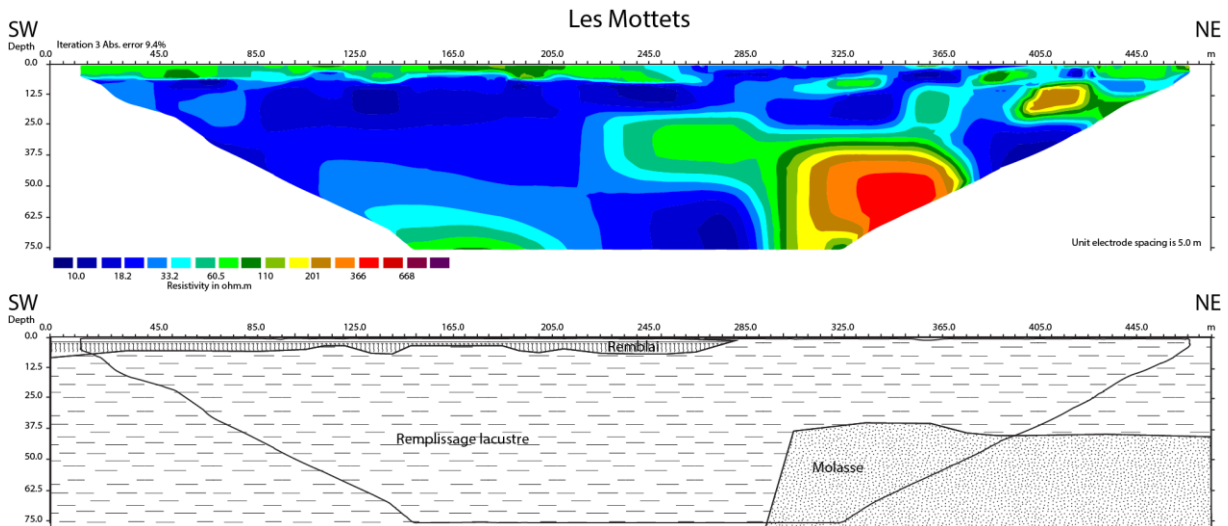 Les Mottets
SW NE
Depth Iteration 3 Abs. error 9.4%
0.0 45.0 85.0 125.0 165.0 205.0 245.0 285.0 325.0 365.0 405.0 445.0 m
0.0
12.5
25.0
37.5
50.0
62.5
75.0
Unit electrode spacing is 5.0 m
10.0 18.2 33.2 60.5 110 201 366 668
Resistivity in ohm.m
SW NE
Depth
0.0 45.0 85.0 125.0 165.0 205.0 245.0 285.0 325.0 365.0 405.0 445.0 m
0.0
Remblai
12.5
25.0
37.5
Remplissage lacustre
50.0
Molasse
62.5
75.0